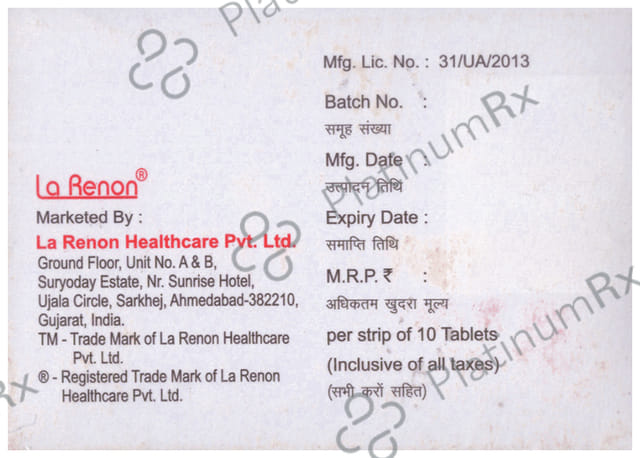 La Renon®
Marketed By :
La Renon Healthcare Pvt. Ltd.
Ground Floor, Unit No. A & B,
Suryoday Estate, Nr. Sunrise Hotel,
Ujala Circle, Sarkhej, Ahmedabad-382210,
Gujarat, India.
TM - Trade Mark of La Renon Healthcare
Pvt. Ltd.
® - Registered Trade Mark of La Renon
Healthcare Pvt. Ltd.
Mfg. Lic. No. : 31/UA/2013
Batch No. :
समूह संख्या
Mfg. Date :
उत्पोदन तिथि
Expiry Date :
समाप्ति तिथि
M.R.P. ₹ :
अधिकतम खुदरा मूल्य
per strip of 10 Tablets
(Inclusive of all taxes)
(सभी करों सहित)
PlatinumRx
PlatinumRx
Rx